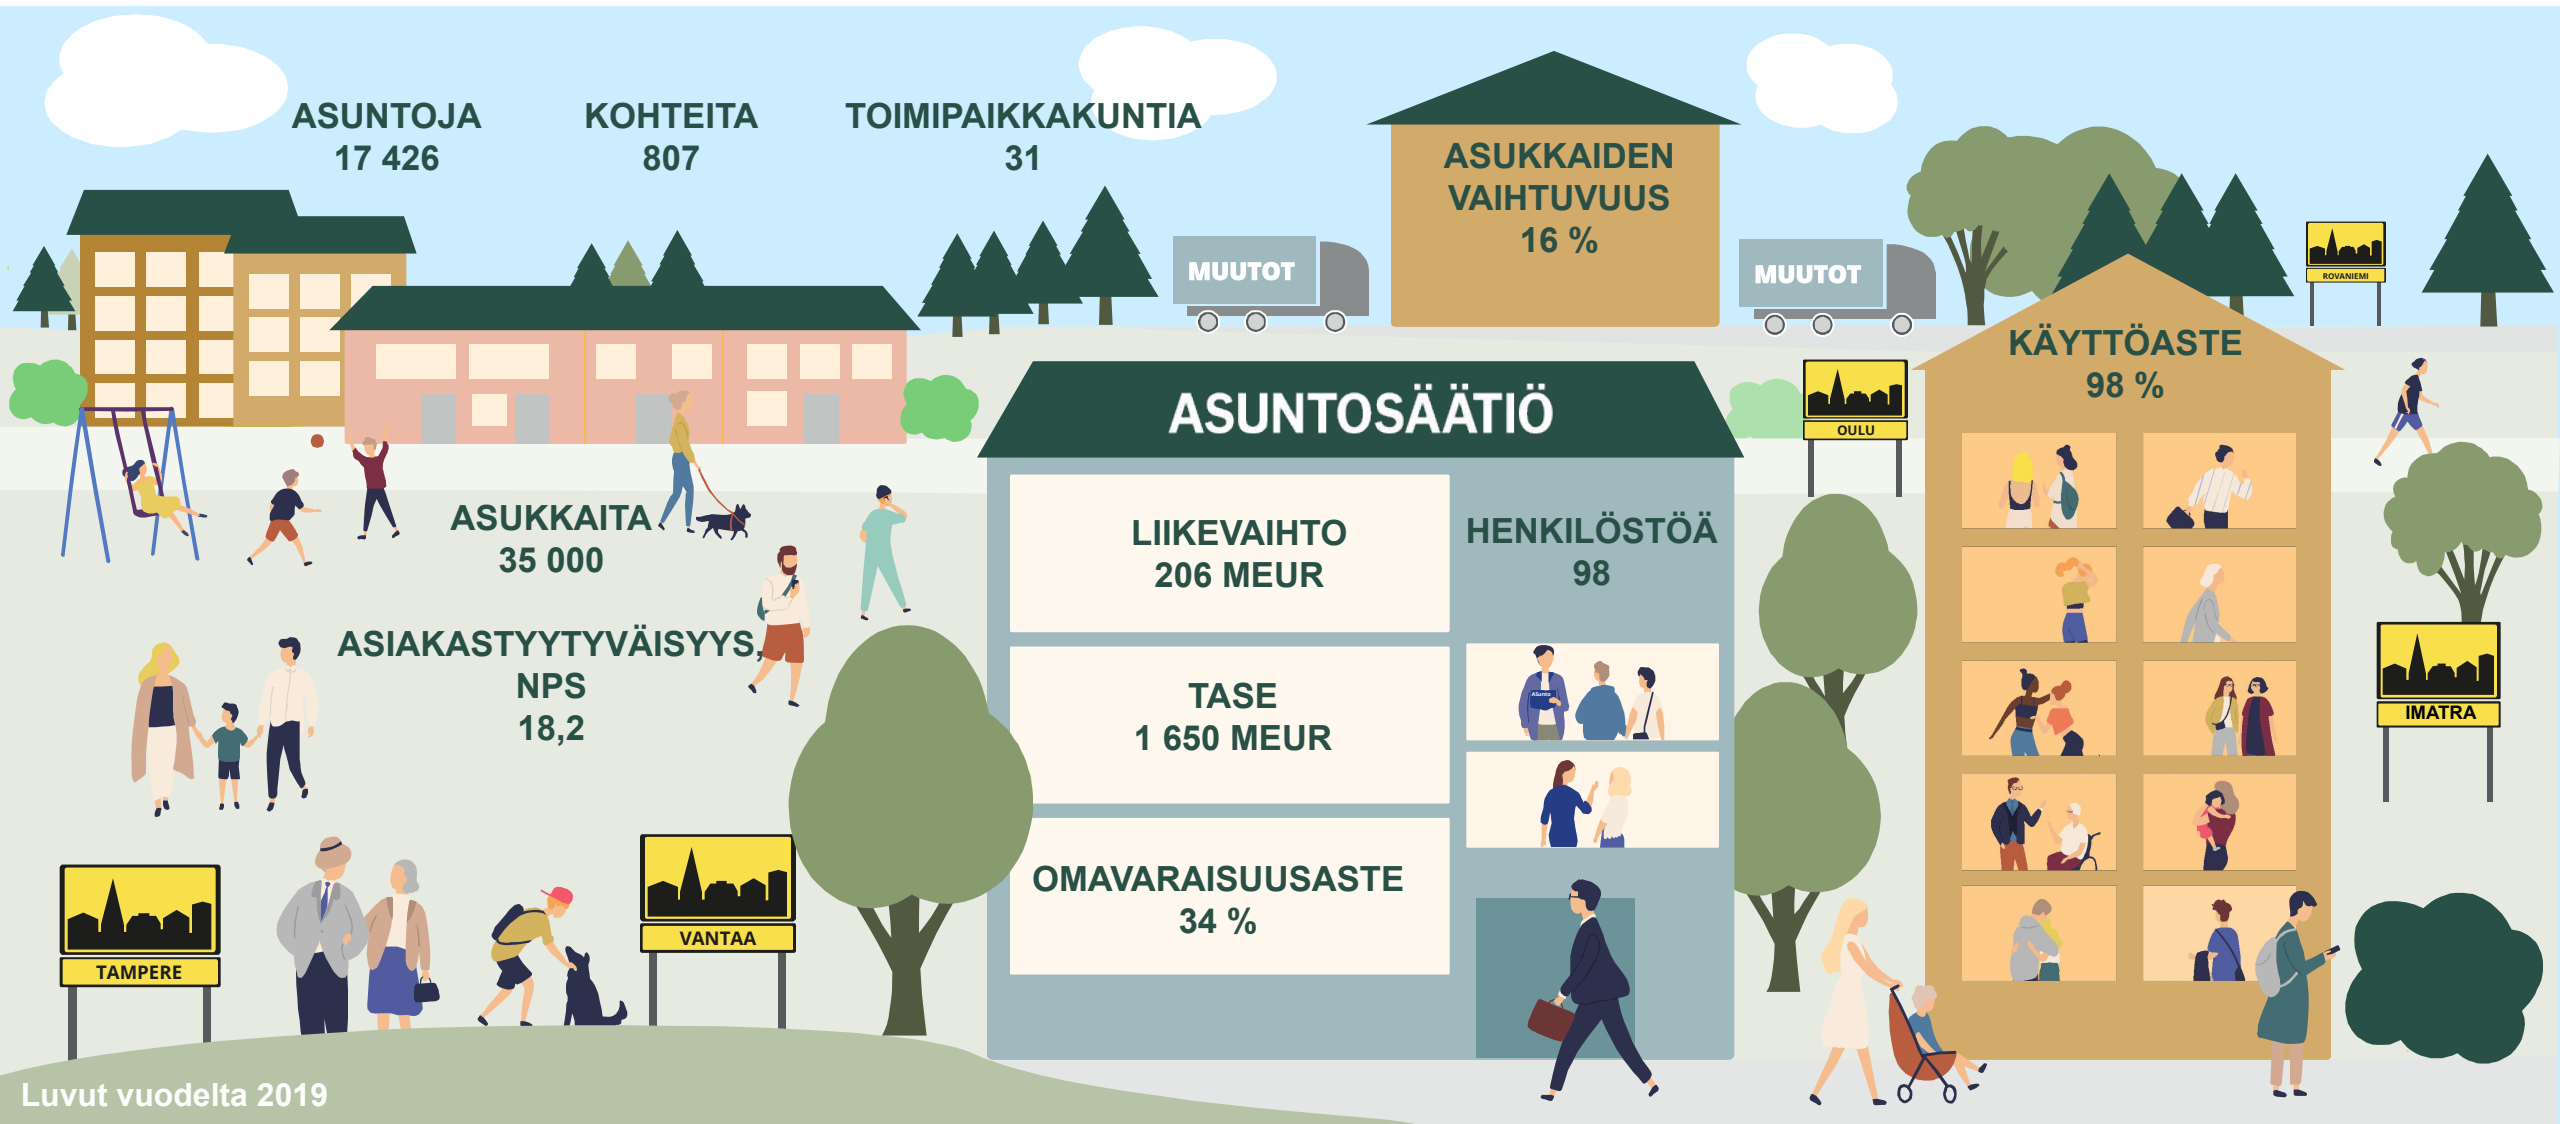 ASUNTOJA
17 426
KOHTEITA
807
TOIMIPAIKKAKUNTIA
31
ASUKKAIDEN
VAIHTUVUUS
16 %
MUUTOT
MUUTOT
ROVANIEMI
KÄYTTÖASTE
98 %
OULU
ASUNTOSÄÄTIÖ
ASUKKAITA
35 000
LIIKEVAIHTO
206 MEUR
HENKILÖSTÖÄ
98
ASIAKASTYYTYVÄISYYS,
NPS
18,2
TASE
1 650 MEUR
ASunto
IMATRA
OMAVARAISUUSASTE
34 %
VANTAA
TAMPERE
Luvut vuodelta 2019